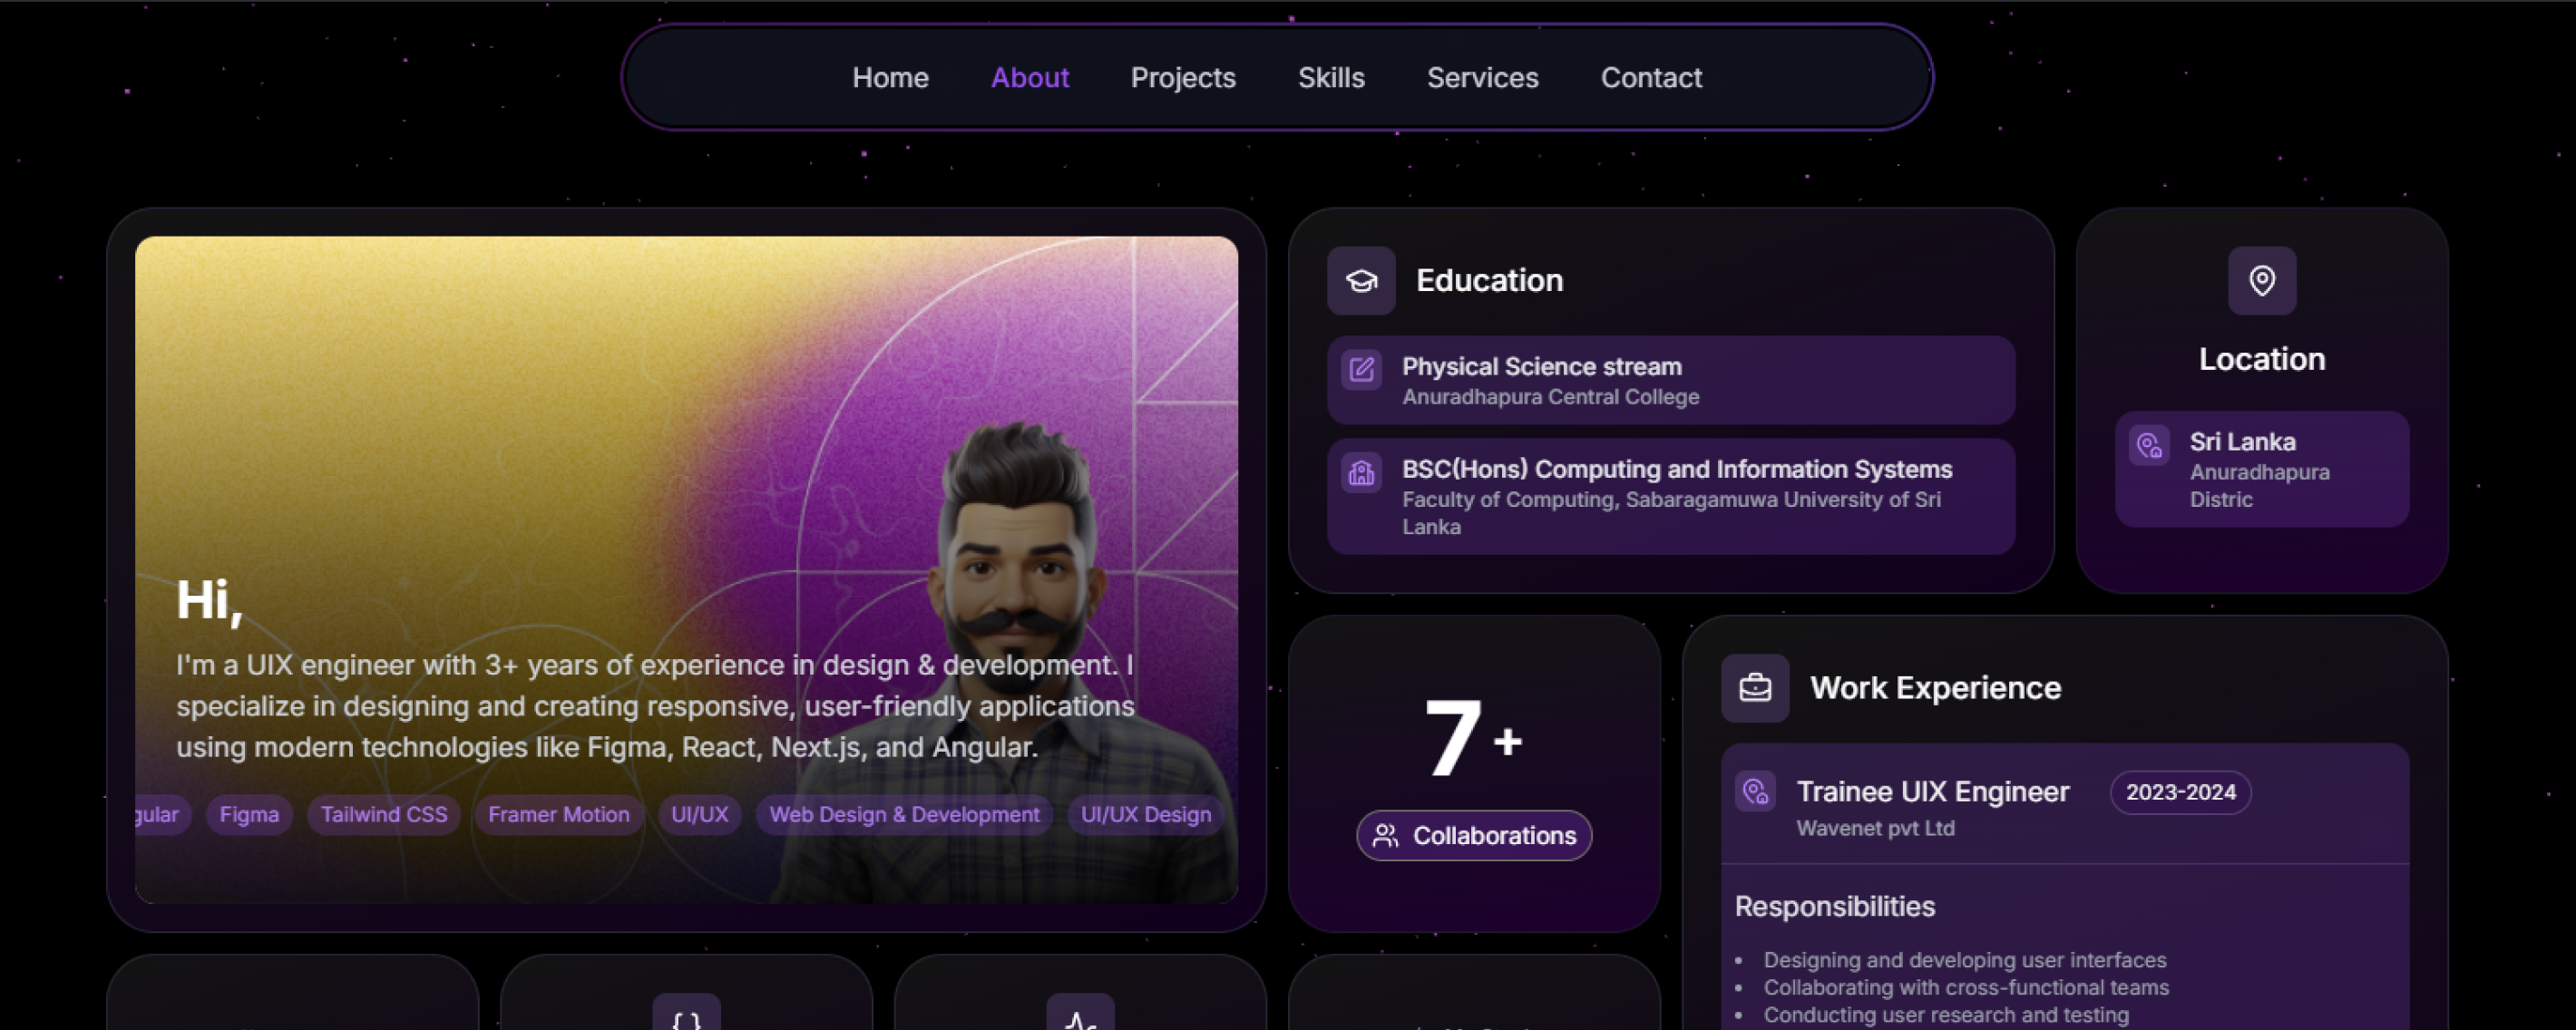 Home About Projects Skills Services Contact
Hi,
I'm a UIX engineer with 3+ years of experience in design & development. I
specialize in designing and creating responsive, user-friendly applications
using modern technologies like Figma, React, Next.js, and Angular.
gular Figma Tailwind CSS Framer Motion UI/UX Web Design & Development UI/UX Design
Education
Physical Science stream
Anuradhapura Central College
BSC(Hons) Computing and Information Systems
Faculty of Computing, Sabaragamuwa University of Sri
Lanka
Location
Sri Lanka
Anuradhapura
Distric
7+
Collaborations
Work Experience
Trainee UIX Engineer 2023-2024
Wavenet pvt Ltd
Responsibilities
• Designing and developing user interfaces
• Collaborating with cross-functional teams
• Conducting user research and testing